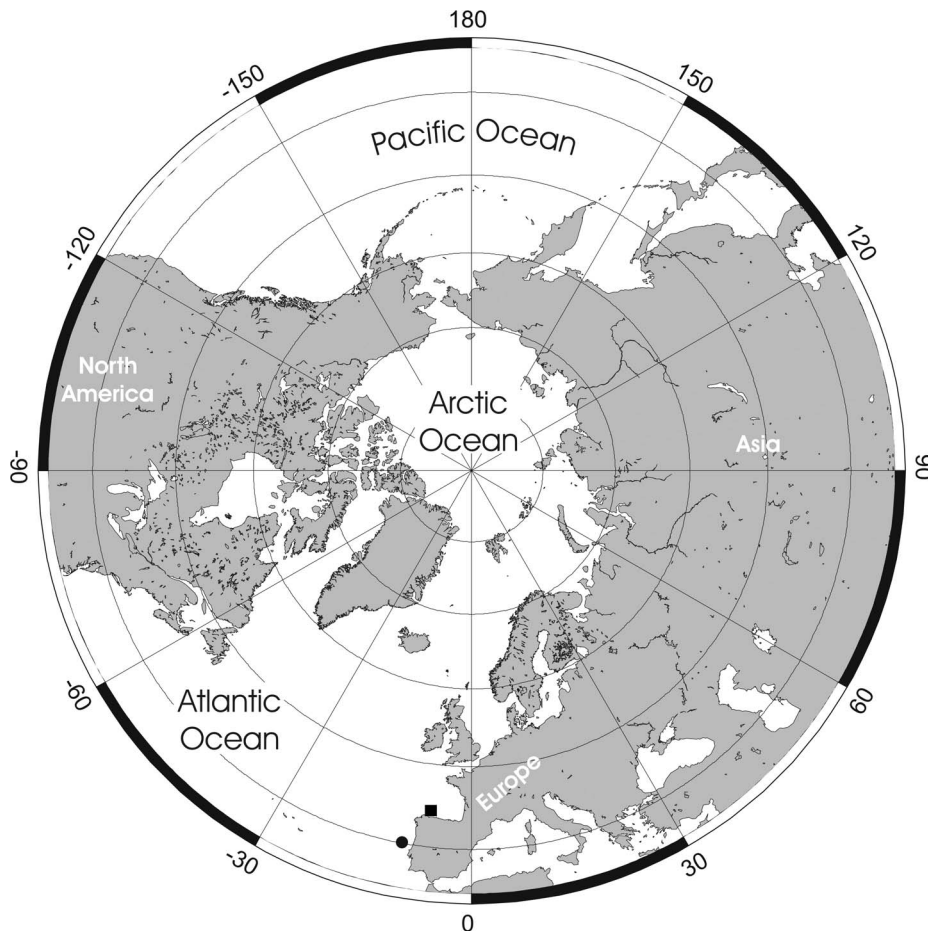 180
-150
150
Pacific Ocean
-120
120
North
America
Arctic
Ocean
Asia
-90
90
-60
60
Atlantic
Ocean
Europe
-30
30
0